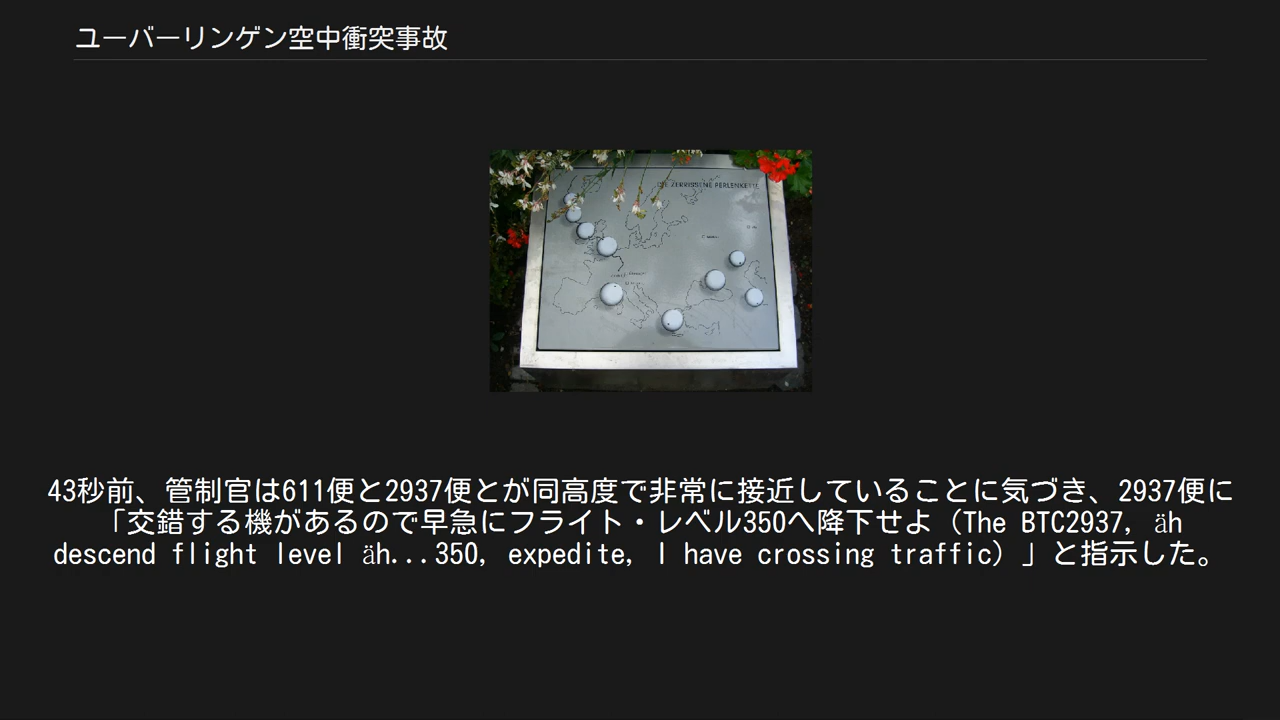 ユーバーリンゲン空中衝突事故
DIE ZERRISSENE PERLENKETTE
43秒前、管制官は611便と2937便とが同高度で非常に接近していることに気づき、2937便に
「交錯する機があるので早急にフライト・レベル350へ降下せよ（The BTC2937, äh
descend flight level äh...350, expedite, I have crossing traffic）」と指示した。